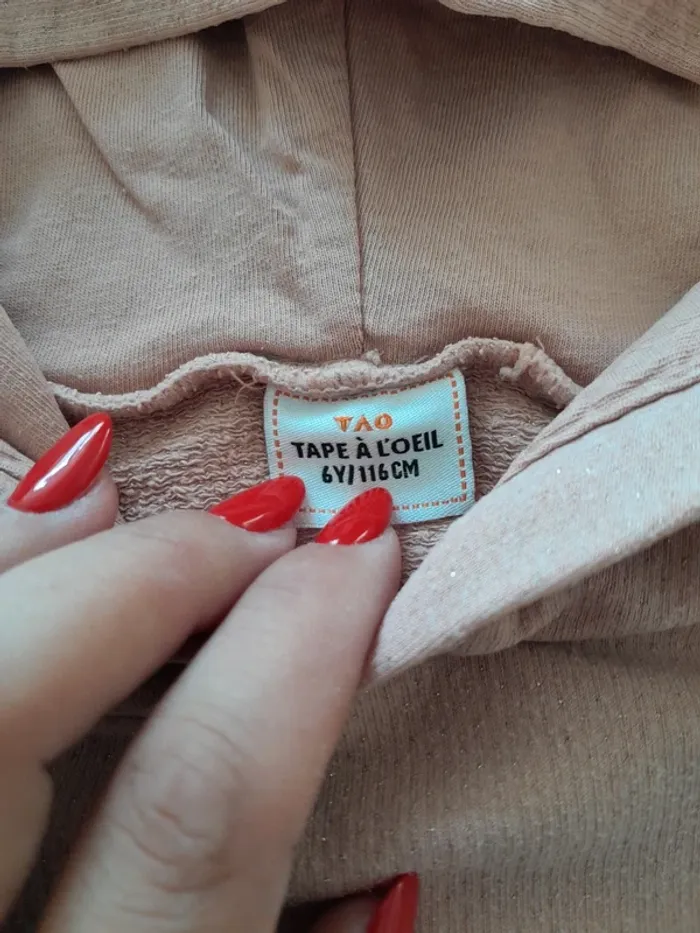 TAO
TAPE À L'OEIL
6Y/116CM